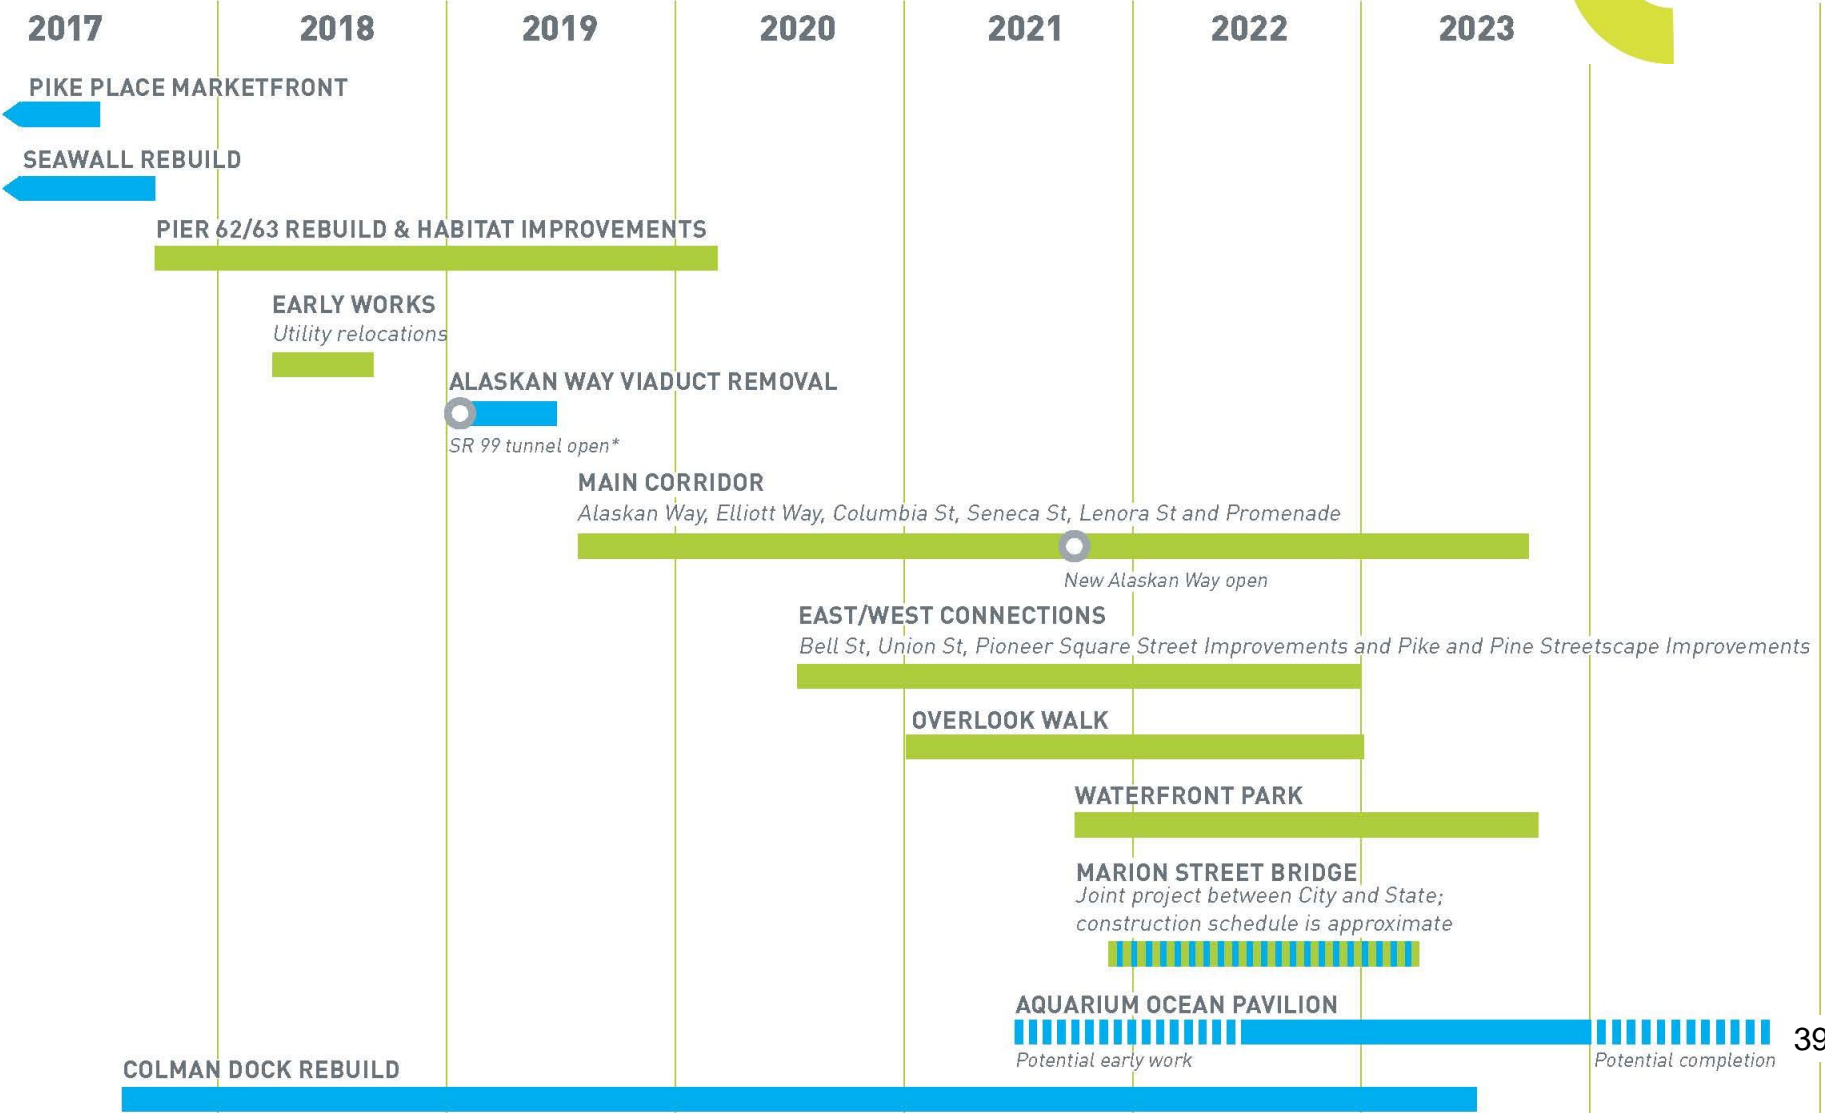 2017 2018 2019 2020 2021 2022 2023
PIKE PLACE MARKETFRONT
SEAWALL REBUILD
PIER 62/63 REBUILD & HABITAT IMPROVEMENTS
EARLY WORKS
Utility relocations
ALASKAN WAY VIADUCT REMOVAL
SR 99 tunnel open*
MAIN CORRIDOR
Alaskan Way, Elliott Way, Columbia St, Seneca St, Lenora St and Promenade
New Alaskan Way open
EAST/WEST CONNECTIONS
Bell St, Union St, Pioneer Square Street Improvements and Pike and Pine Streetscape Improvements
OVERLOOK WALK
WATERFRONT PARK
MARION STREET BRIDGE
Joint project between City and State;
construction schedule is approximate
AQUARIUM OCEAN PAVILION
39
Potential early work Potential completion
COLMAN DOCK REBUILD